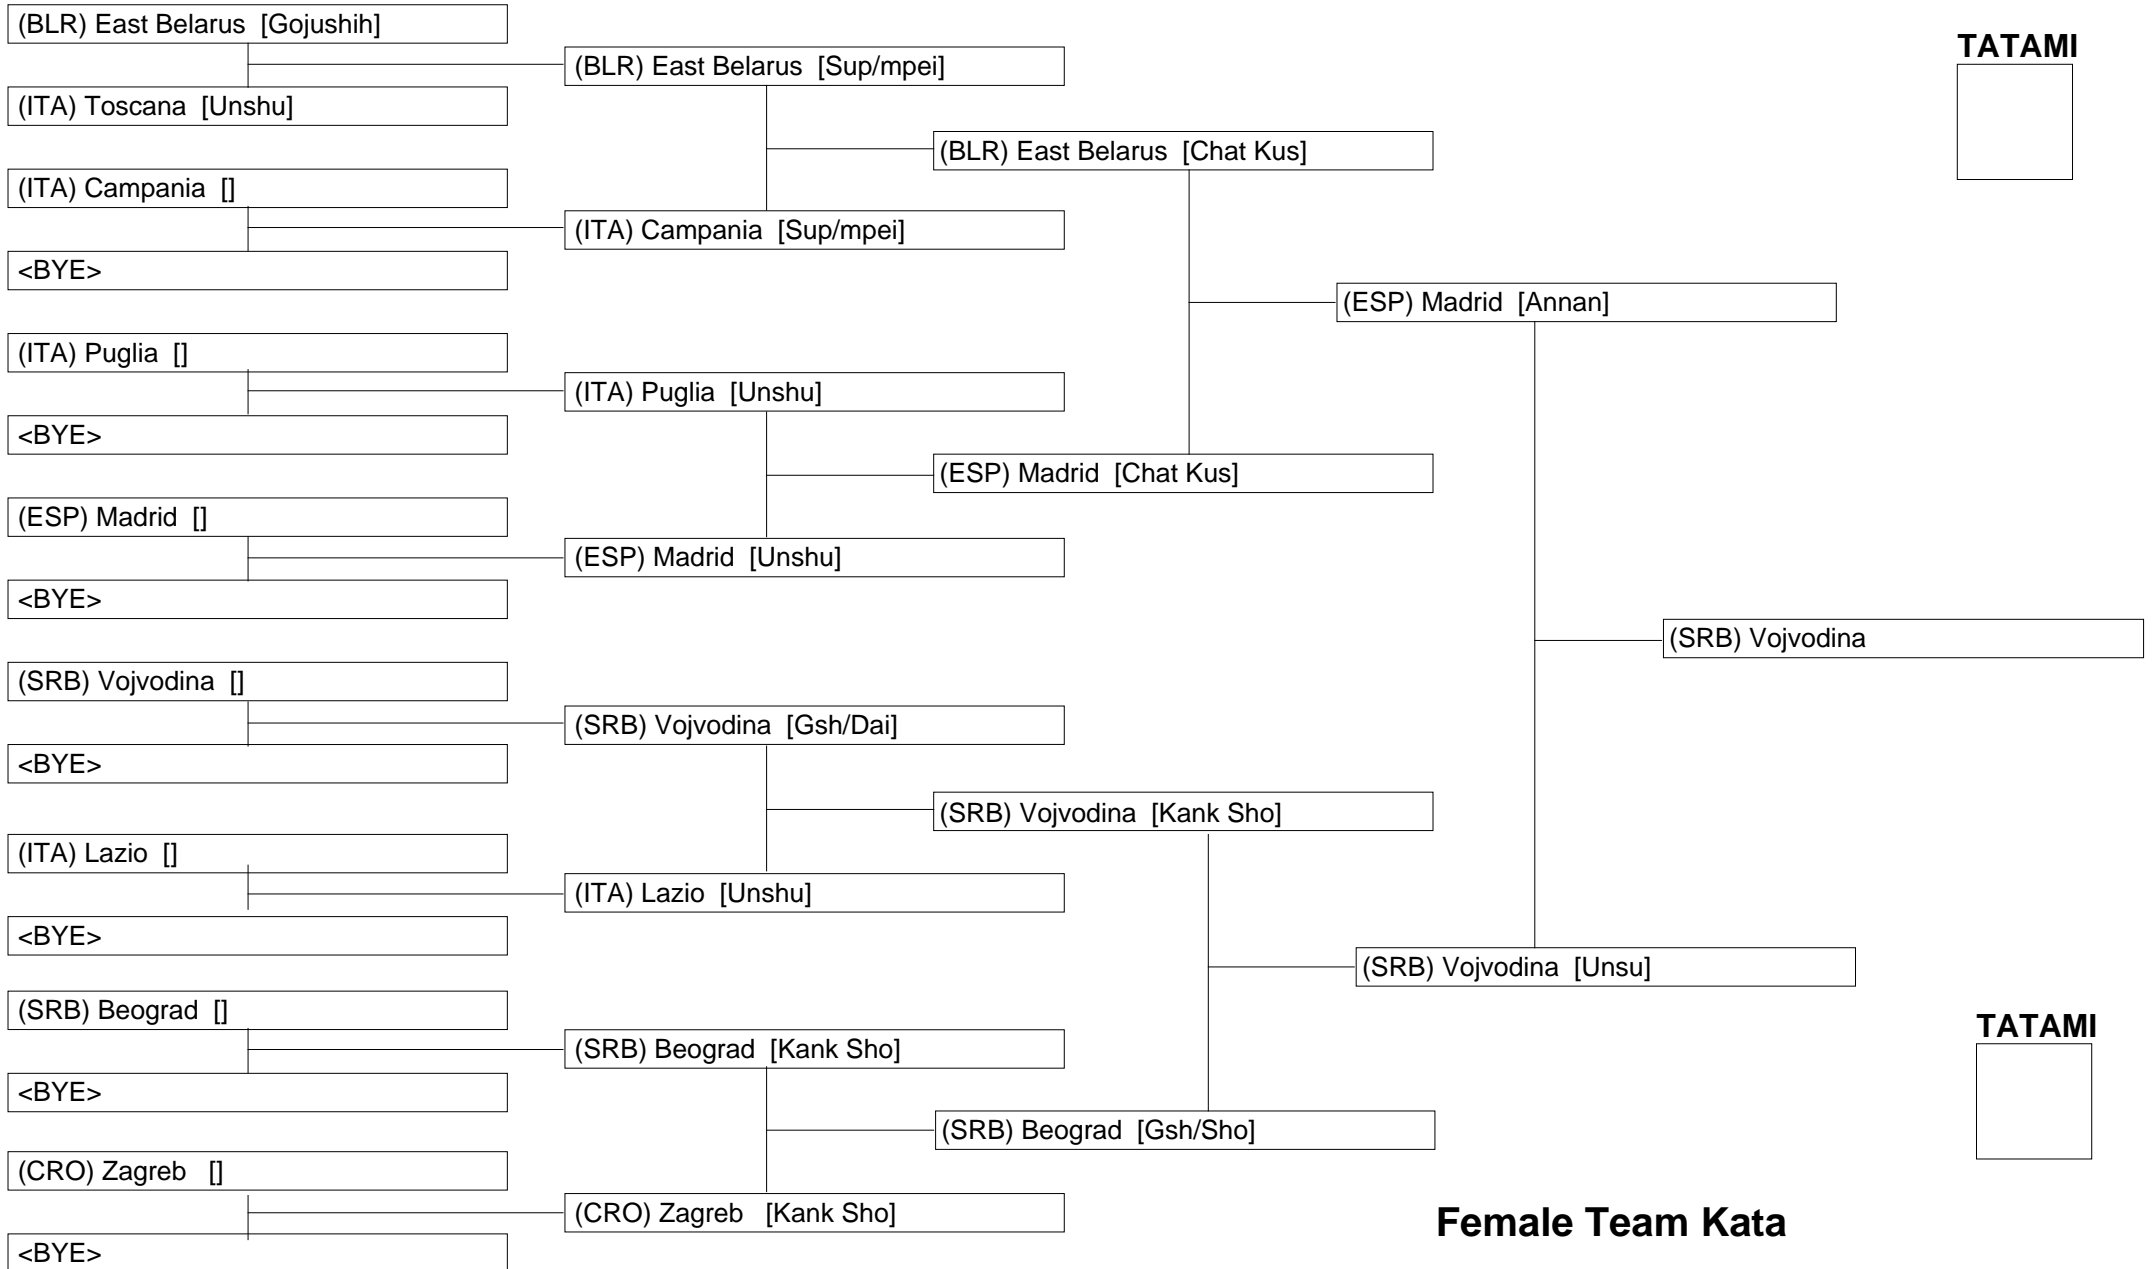 (BLR) East Belarus  [Gojushih]
(ITA) Toscana  [Unshu]
(ITA) Campania  []
<BYE>
(ITA) Puglia  []
<BYE>
(ESP) Madrid  []
<BYE>
(SRB) Vojvodina  []
<BYE>
(ITA) Lazio  []
<BYE>
(SRB) Beograd  []
<BYE>
(CRO) Zagreb   []
<BYE>
(BLR) East Belarus  [Sup/mpei]
(ITA) Campania  [Sup/mpei]
(ITA) Puglia  [Unshu]
(ESP) Madrid  [Unshu]
(SRB) Vojvodina  [Gsh/Dai]
(ITA) Lazio  [Unshu]
(SRB) Beograd  [Kank Sho]
(CRO) Zagreb   [Kank Sho]
(BLR) East Belarus  [Chat Kus]
(ESP) Madrid  [Chat Kus]
(SRB) Vojvodina  [Kank Sho]
(SRB) Beograd  [Gsh/Sho]
(ESP) Madrid  [Annan]
(SRB) Vojvodina  [Unsu]
(SRB) Vojvodina
TATAMI
TATAMI
Female Team Kata